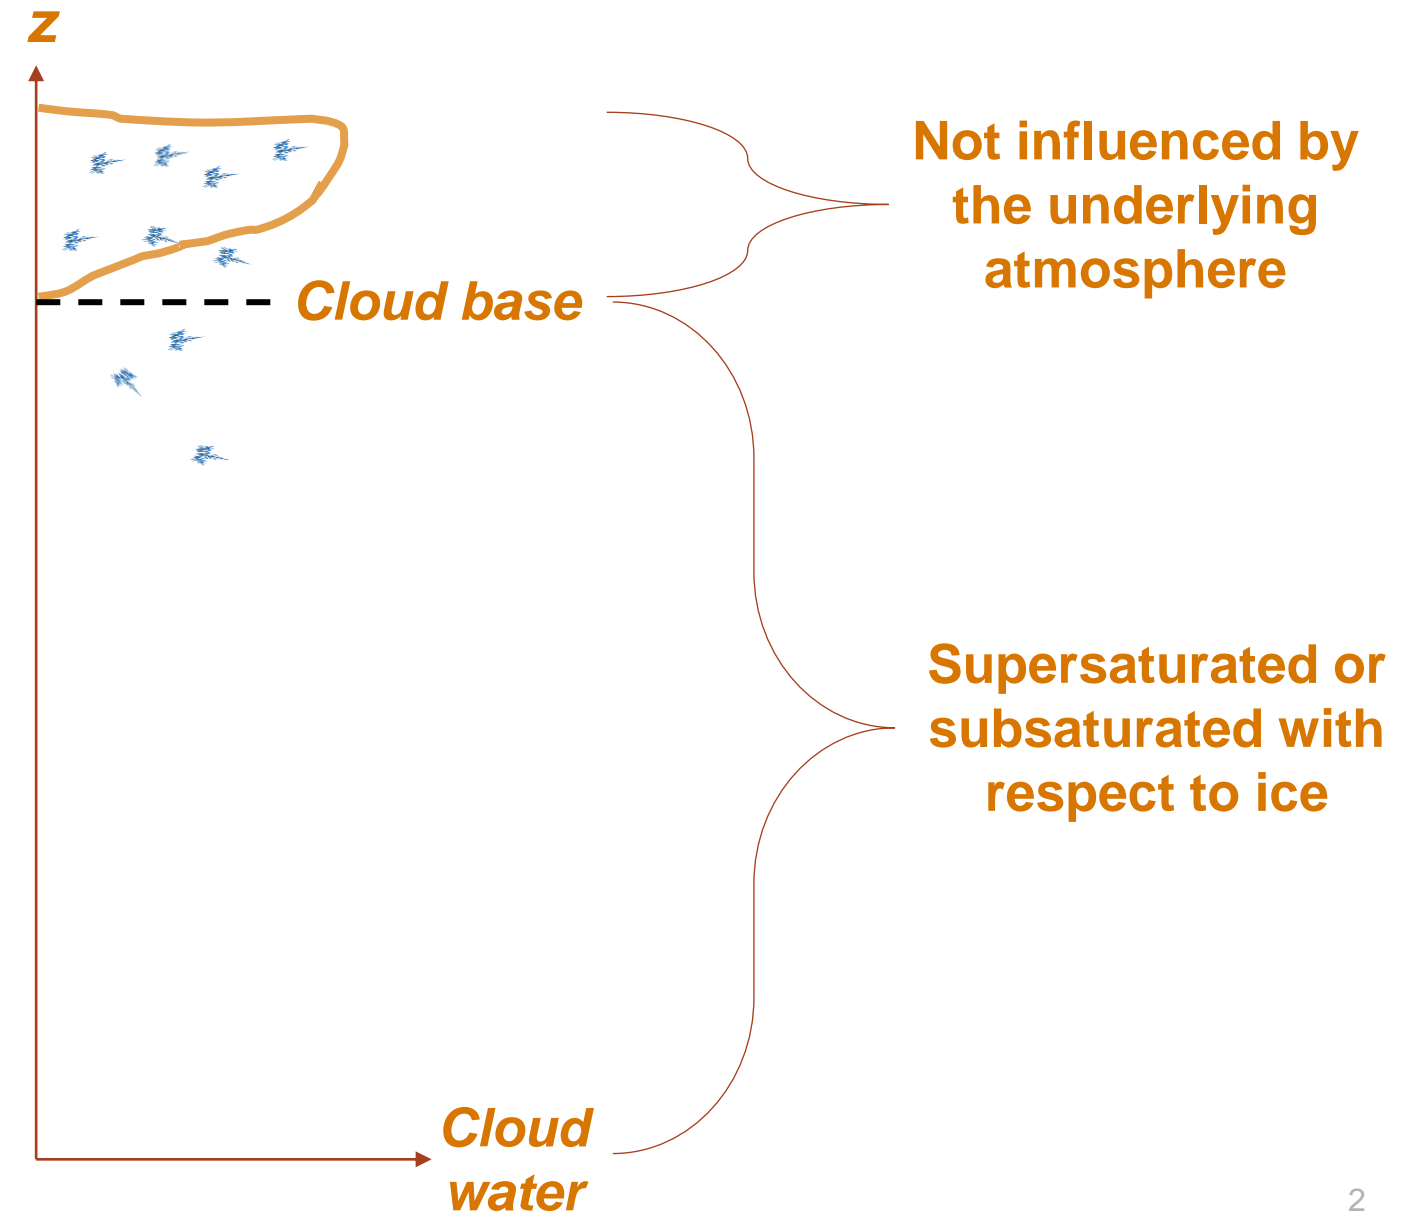 z
Not influenced by
the underlying
atmosphere
Cloud base
Supersaturated or
subsaturated with
respect to ice
Cloud
water
2